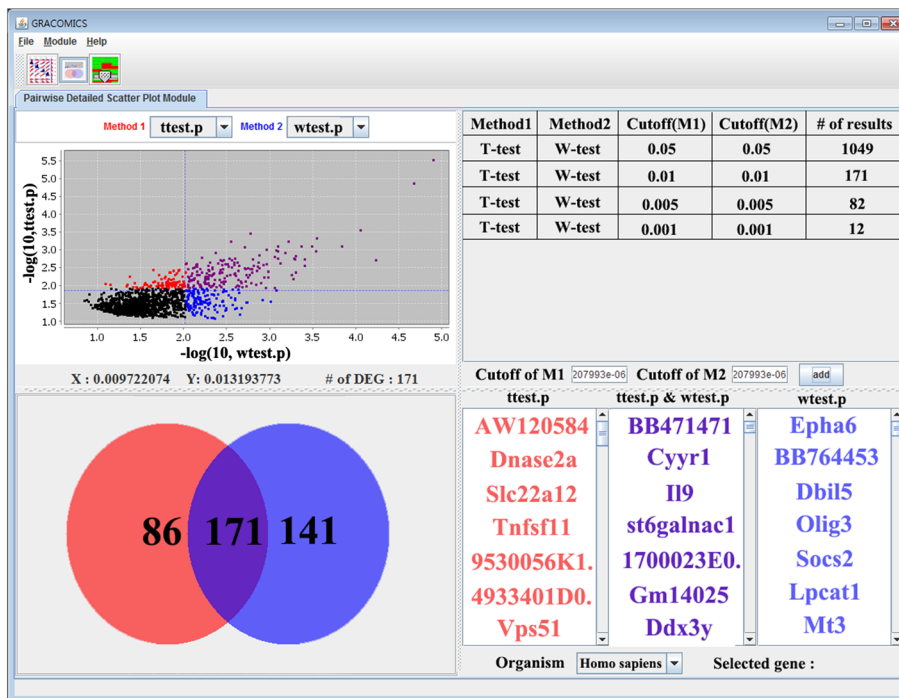 GRACOMICS
File Module Help
Pairwise Detailed Scatter Plot Module
Method 1 ttest.p Method 2 wtest.p
-log(10,ttest.p)
5.5
5.0
4.5
4.0
3.5
3.0
2.5
2.0
1.5
1.0
1.0 1.5 2.0 2.5 3.0 3.5 4.0 4.5 5.0
-log(10, wtest.p)
X : 0.009722074 Y: 0.013193773 # of DEG : 171
Method1 Method2 Cutoff(M1) Cutoff(M2) # of results
T-test W-test 0.05 0.05 1049
T-test W-test 0.01 0.01 171
T-test W-test 0.005 0.005 82
T-test W-test 0.001 0.001 12
Cutoff of M1 207993e-06 Cutoff of M2 207993e-06 add
86 171 141
ttest.p ttest.p & wtest.p wtest.p
AW120584 BB471471 Epha6
Dnase2a Cyyr1 BB764453
Slc22a12 Il9 Dbil5
Tnfsf11 st6galnac1 Olig3
9530056K1. 1700023E0. Socs2
4933401D0. Gm14025 Lpcat1
Vps51 Ddx3y Mt3
Organism Homo sapiens Selected gene :